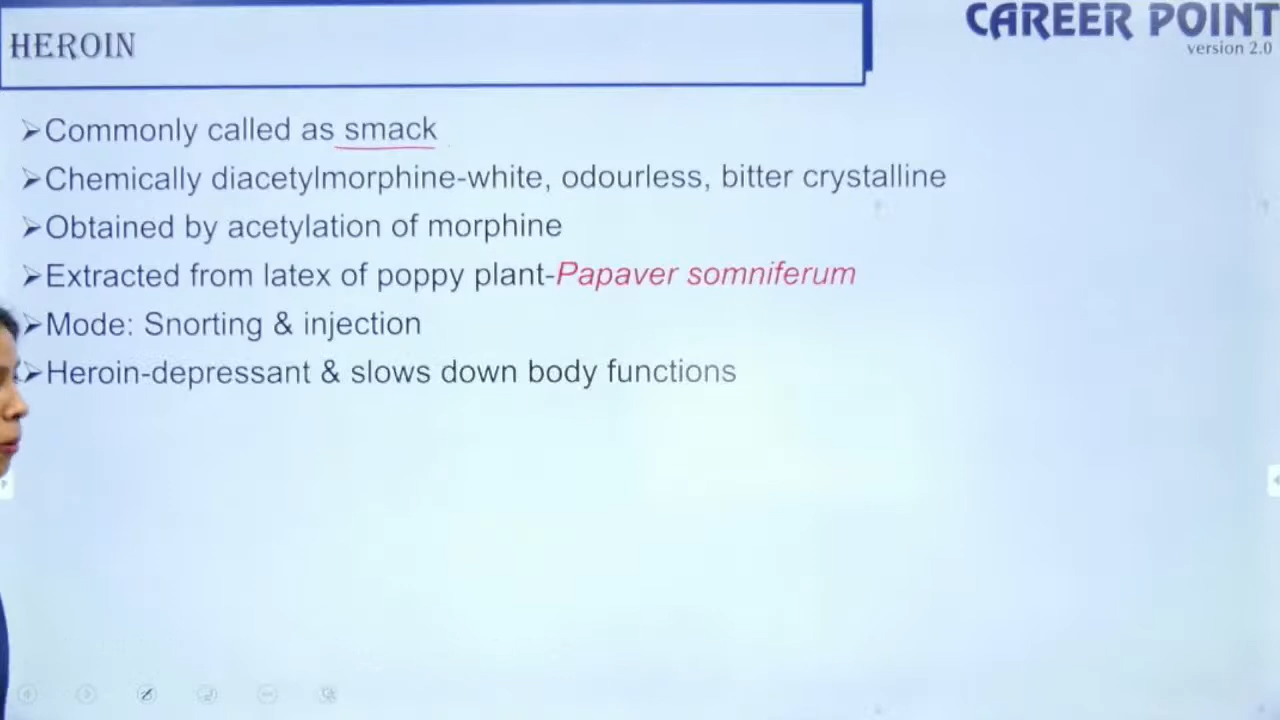 HEROIN
CAREER POINT
version 2.0
➢Commonly called as smack
➢Chemically diacetylmorphine-white, odourless, bitter crystalline
➢Obtained by acetylation of morphine
➢Extracted from latex of poppy plant-Papaver somniferum
➢Mode: Snorting & injection
➢Heroin-depressant & slows down body functions